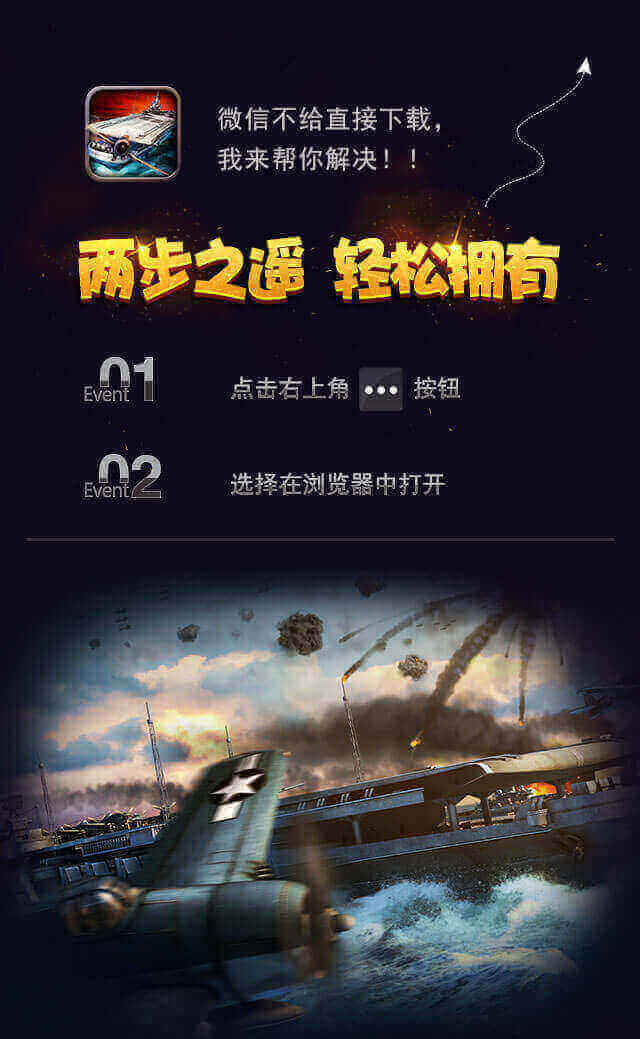 微信不给直接下载，
我来帮你解决！！
两步之遥 轻松拥有
Event 01
点击右上角 ••• 按钮
Event 02
选择在浏览器中打开